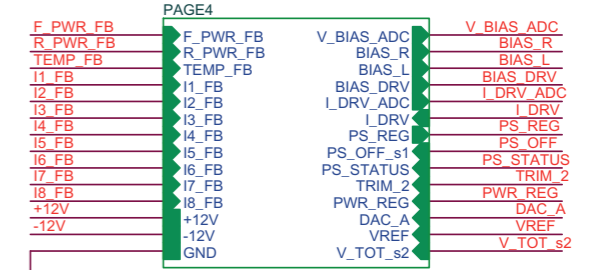 PAGE4
F_PWR_FB F_PWR_FB V_BIAS_ADC V_BIAS_ADC
R_PWR_FB R_PWR_FB BIAS_R BIAS_R
TEMP_FB TEMP_FB BIAS_L BIAS_L
I1_FB I1_FB BIAS_DRV BIAS_DRV
I2_FB I2_FB I_DRV_ADC I_DRV_ADC
I3_FB I3_FB I_DRV I_DRV
I4_FB I4_FB PS_REG PS_REG
I5_FB I5_FB PS_OFF_s1 PS_OFF
I6_FB I6_FB PS_STATUS PS_STATUS
I7_FB I7_FB TRIM_2 TRIM_2
I8_FB I8_FB PWR_REG PWR_REG
+12V +12V DAC_A DAC_A
-12V -12V VREF VREF
GND V_TOT_s2 V_TOT_s2